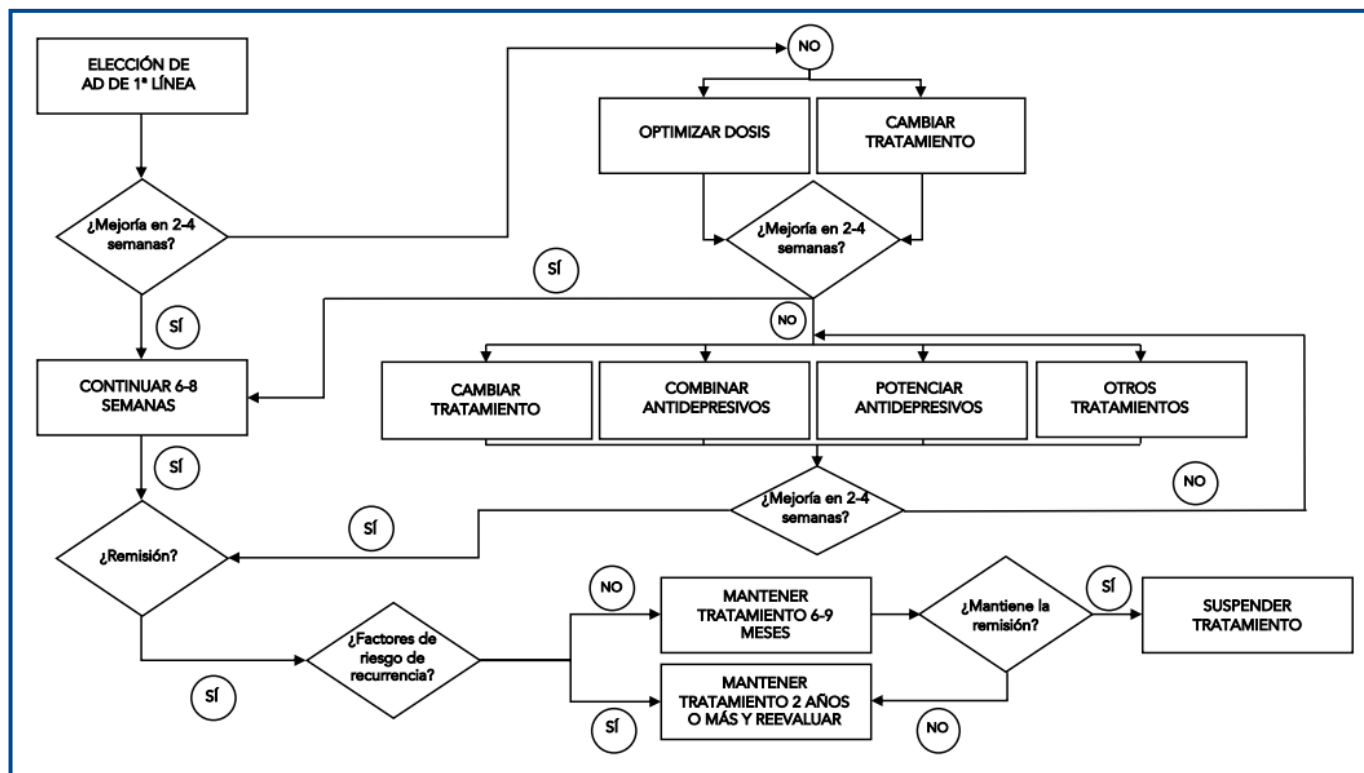 ELECCIÓN DE
AD DE 1ª LÍNEA
NO
OPTIMIZAR DOSIS
CAMBIAR
TRATAMIENTO
¿Mejoría en 2-4
semanas?
¿Mejoría en 2-4
semanas?
SÍ
SÍ
NO
CONTINUAR 6-8
SEMANAS
CAMBIAR
TRATAMIENTO
COMBINAR
ANTIDEPRESIVOS
POTENCIAR
ANTIDEPRESIVOS
OTROS
TRATAMIENTOS
SÍ
¿Mejoría en 2-4
semanas?
NO
SÍ
¿Remisión?
NO
MANTENER
TRATAMIENTO 6-9
MESES
¿Mantiene la
remisión?
SÍ
SUSPENDER
TRATAMIENTO
¿Factores de
riesgo de
recurrencia?
SÍ
SÍ
MANTENER
TRATAMIENTO 2 AÑOS
O MÁS Y REEVALUAR
NO